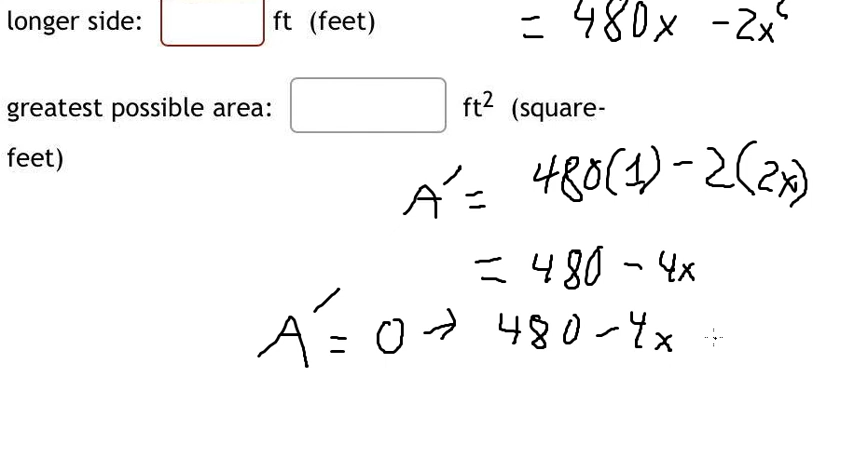 longer side: ft (feet)
= 480x - 2x²
greatest possible area: ft² (square-
feet)
A' = 480(1) - 2(2x)
= 480 - 4x
A' = 0 → 480 - 4x